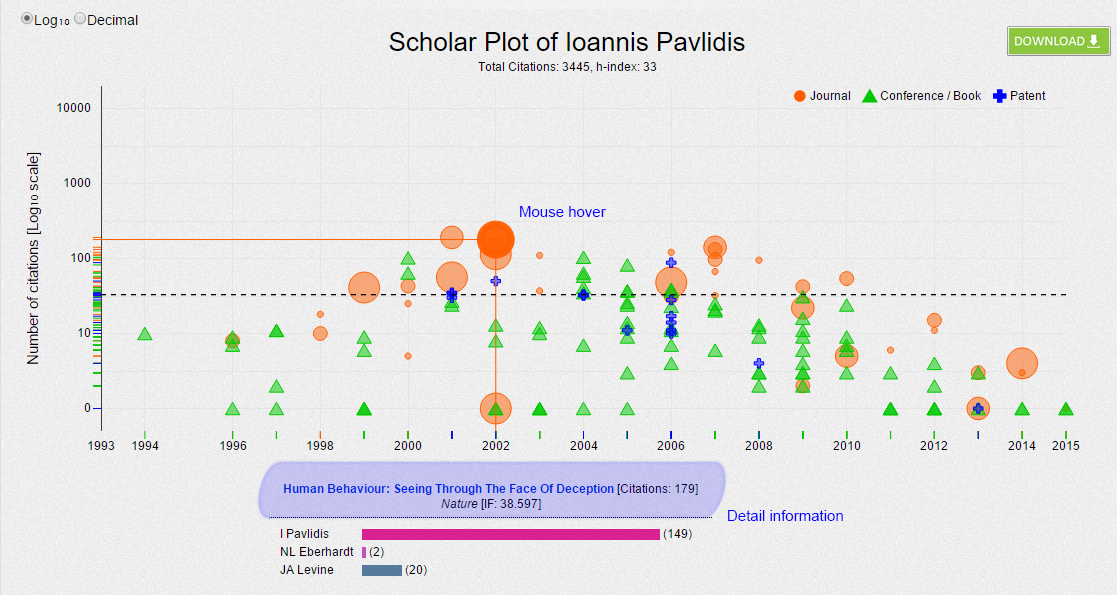 Log₁₀ Decimal
Scholar Plot of Ioannis Pavlidis
DOWNLOAD
Total Citations: 3445, h-index: 33
Journal Conference / Book Patent
Number of citations [Log₁₀ scale]
10000
1000
100
10
0
Mouse hover
1993 1994 1996 1998 2000 2002 2004 2006 2008 2010 2012 2014 2015
Human Behaviour: Seeing Through The Face Of Deception [Citations: 179]
Nature [IF: 38.597]
Detail information
I Pavlidis (149)
NL Eberhardt (2)
JA Levine (20)